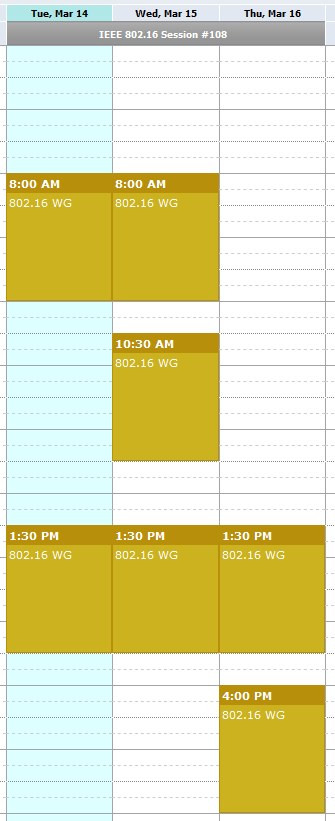 Tue, Mar 14 Wed, Mar 15 Thu, Mar 16
IEEE 802.16 Session #108
8:00 AM 8:00 AM
802.16 WG 802.16 WG
10:30 AM
802.16 WG
1:30 PM 1:30 PM 1:30 PM
802.16 WG 802.16 WG 802.16 WG
4:00 PM
802.16 WG